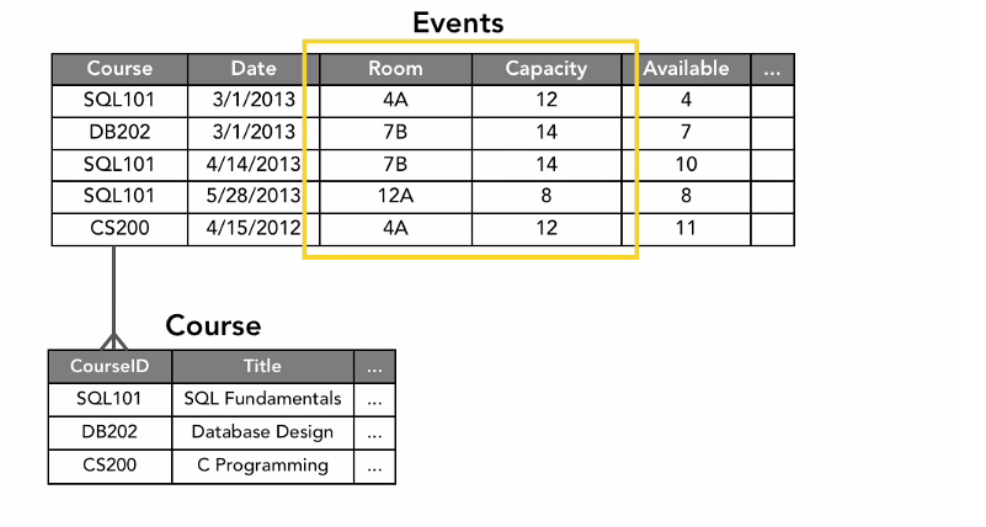 Events
Course Date Room Capacity Available ...
SQL101 3/1/2013 4A 12 4
DB202 3/1/2013 7B 14 7
SQL101 4/14/2013 7B 14 10
SQL101 5/28/2013 12A 8 8
CS200 4/15/2012 4A 12 11
Course
CourseID Title ...
SQL101 SQL Fundamentals ...
DB202 Database Design ...
CS200 C Programming ...